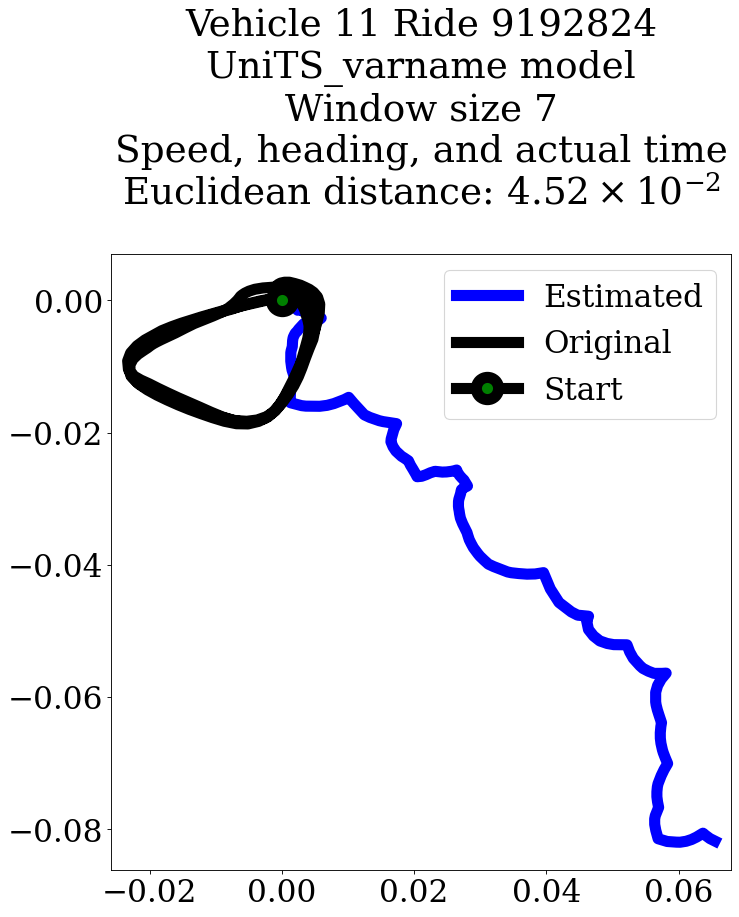 Vehicle 11 Ride 9192824
UniTS_varname model
Window size 7
Speed, heading, and actual time
Euclidean distance: 4.52 × 10⁻²
Estimated
Original
Start
0.00
−0.02
−0.04
−0.06
−0.08
−0.02 0.00 0.02 0.04 0.06